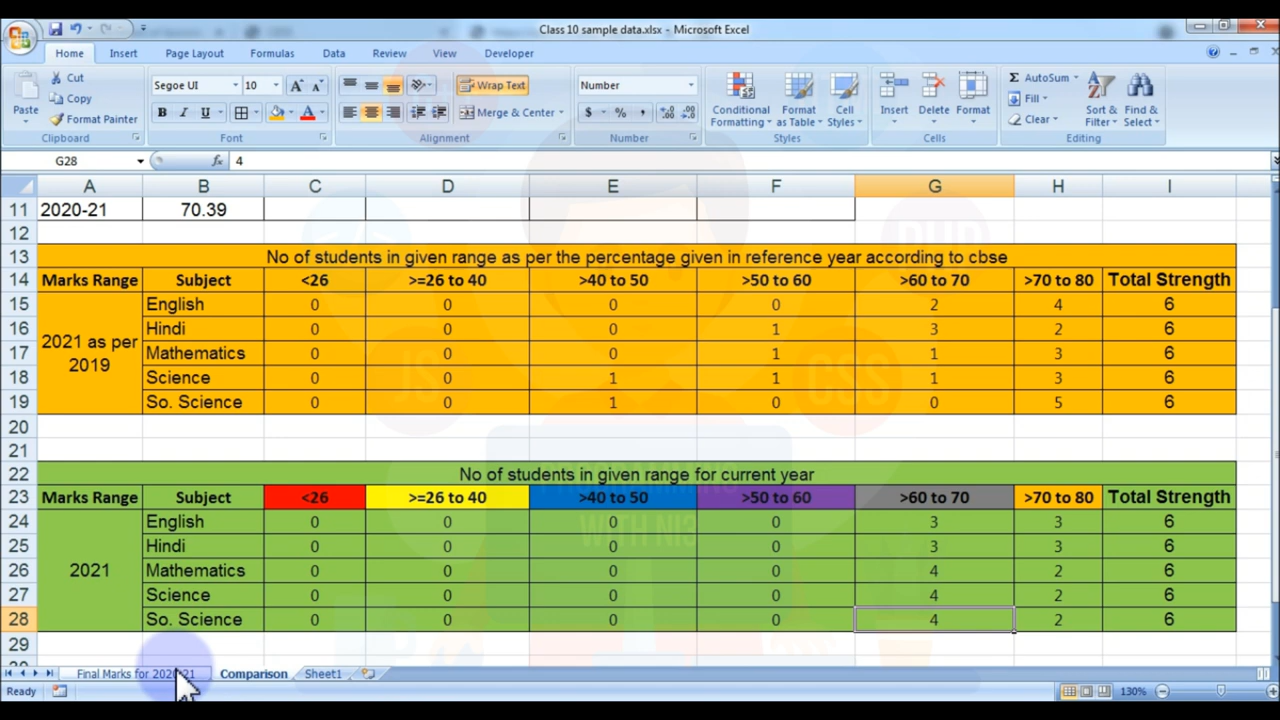 Class 10 sample data.xlsx - Microsoft Excel
Home Insert Page Layout Formulas Data Review View Developer
Paste Cut Copy Format Painter
Segoe UI 10 A A Wrap Text Number
B I U A Merge & Center $ % ,
Conditional Formatting Format as Table Cell Styles
Insert Delete Format
Σ AutoSum Fill Clear
Sort & Filter Find & Select
Clipboard Font Alignment Number Styles Cells Editing
G28 fx 4
A B C D E F G H I
11 2020-21 70.39
12
13 No of students in given range as per the percentage given in reference year according to cbse
14 Marks Range Subject <26 >=26 to 40 >40 to 50 >50 to 60 >60 to 70 >70 to 80 Total Strength
15 English 0 0 0 0 2 4 6
16 Hindi 0 0 0 1 3 2 6
2021 as per 2019
17 Mathematics 0 0 0 1 1 3 6
18 Science 0 0 1 1 1 3 6
19 So. Science 0 0 1 0 0 5 6
20
21
22 No of students in given range for current year
23 Marks Range Subject <26 >=26 to 40 >40 to 50 >50 to 60 >60 to 70 >70 to 80 Total Strength
24 English 0 0 0 0 3 3 6
25 Hindi 0 0 0 0 3 3 6
26 2021 Mathematics 0 0 0 0 4 2 6
27 Science 0 0 0 0 4 2 6
28 So. Science 0 0 0 0 4 2 6
29
Final Marks for 2020-21 Comparison Sheet1
Ready 130%
PHP
JS
CSS
PROGRAMMING
WITH NI3